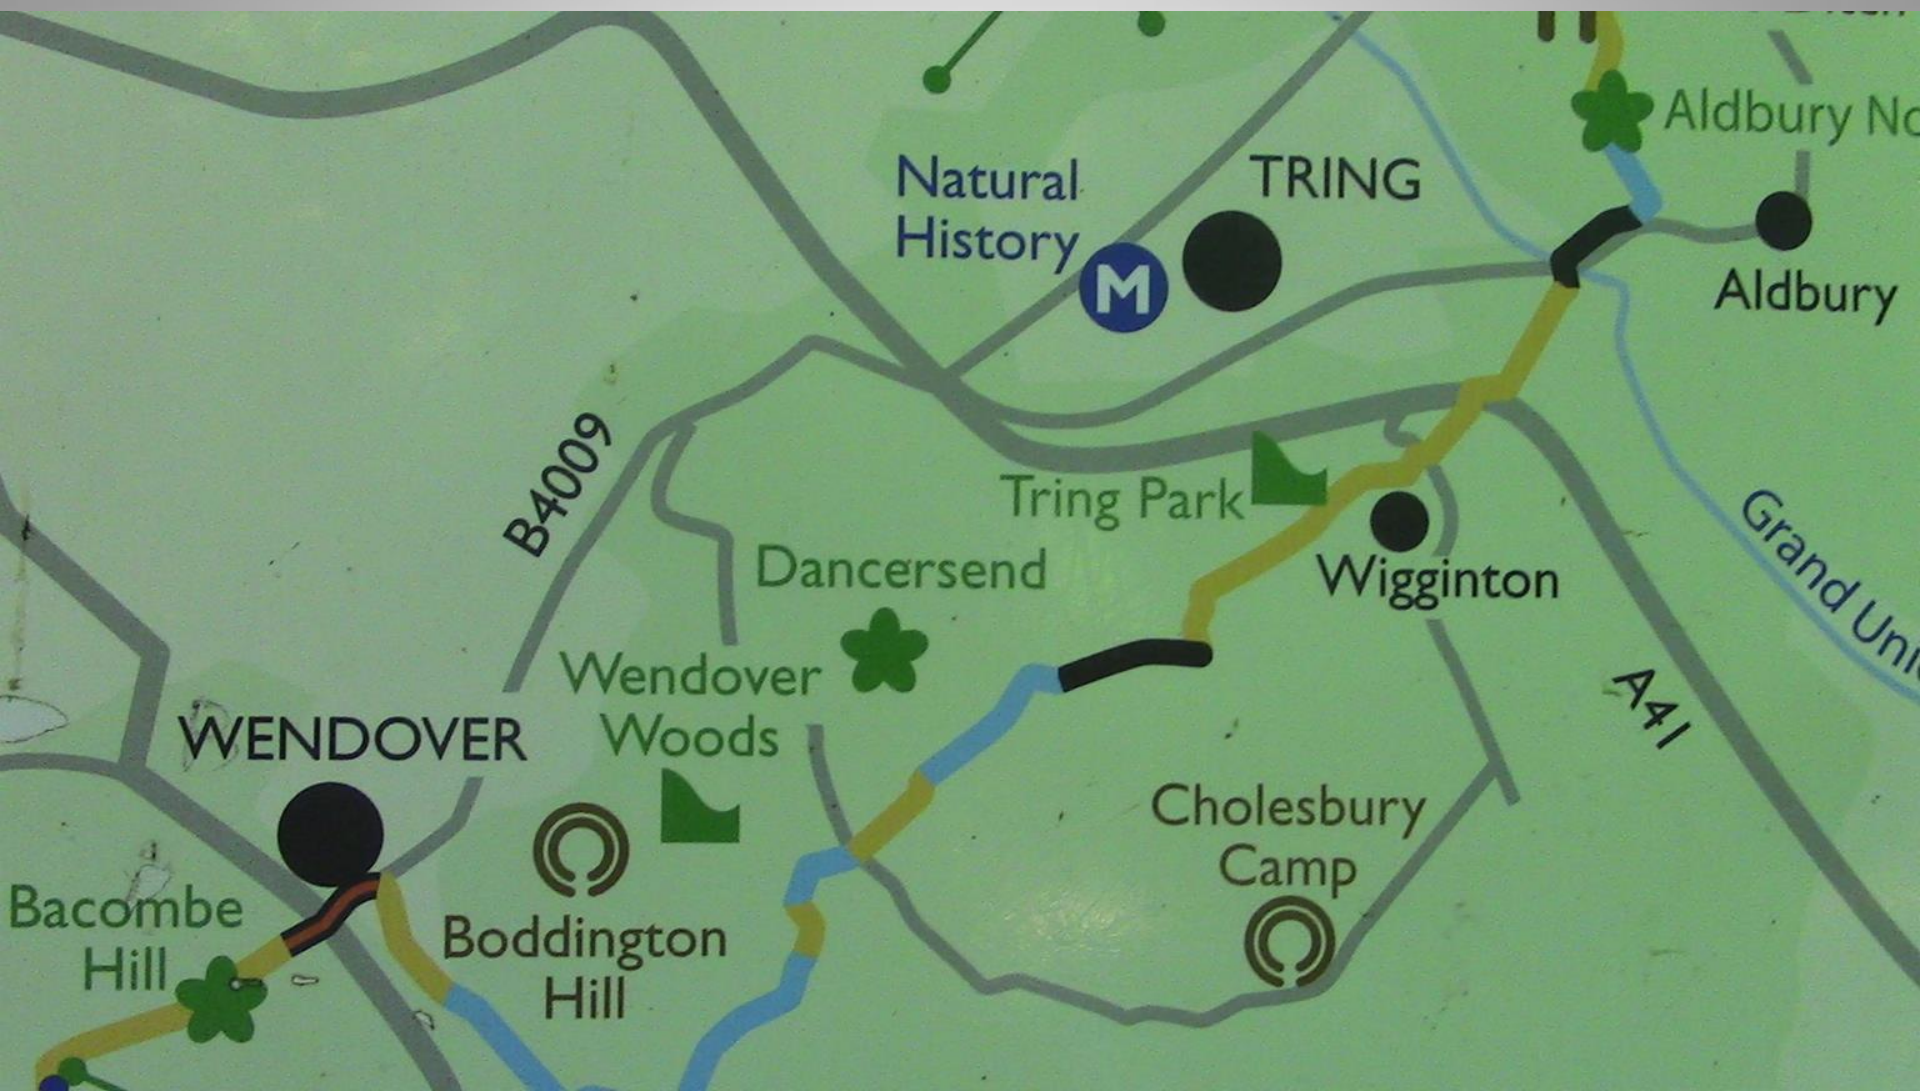 Aldbury
Natural
History
M
TRING
Aldbury
B4009
Tring Park
Wigginton
Grand
Dancersend
Wendover
Woods
WENDOVER
A41
Cholesbury
Camp
Bacombe
Hill
Boddington
Hill